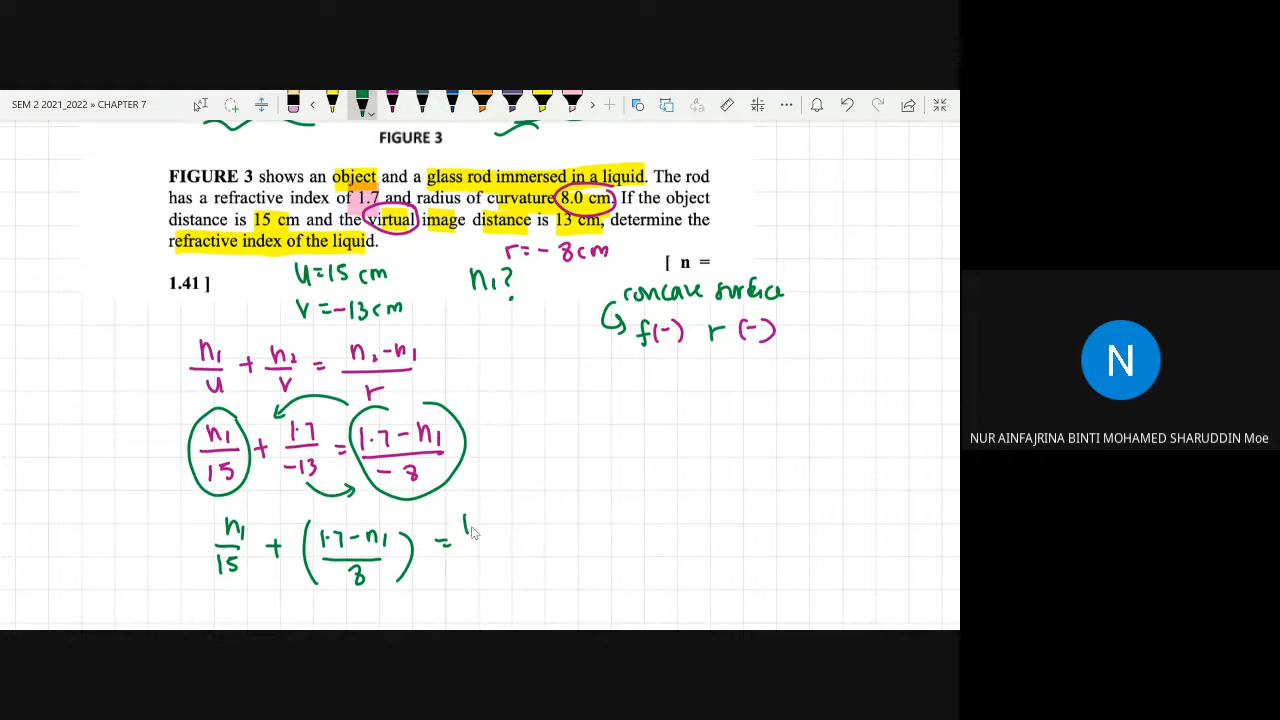 SEM 2 2021_2022 » CHAPTER 7
FIGURE 3
FIGURE 3 shows an object and a glass rod immersed in a liquid. The rod
has a refractive index of 1.7 and radius of curvature 8.0 cm. If the object
distance is 15 cm and the virtual image distance is 13 cm, determine the
refractive index of the liquid.
r = - 8cm
[ n =
1.41 ]
u = 15 cm
n₁?
v = -13 cm
concave surface
f(-) r (-)
n₁/u + n₂/v = n₂-n₁/r
n₁/15 + 1.7/-13 = 1.7 - n₁/-8
n₁/15 + (1.7 - n₁/8) = 1
N
NUR AINFAJRINA BINTI MOHAMED SHARUDDIN Moe